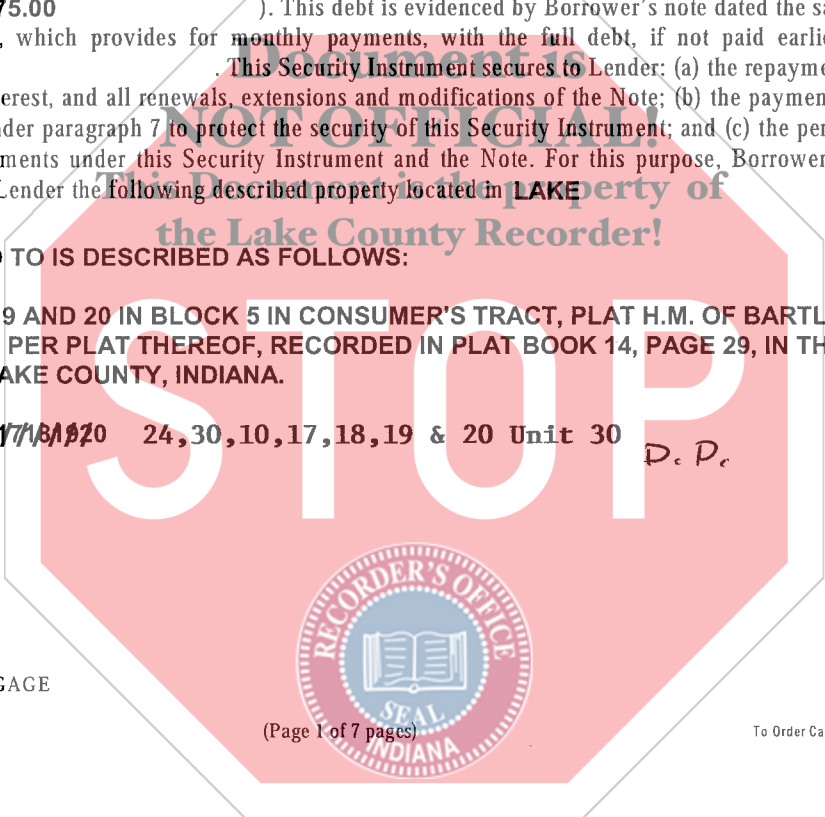 75.00 ). This debt is evidenced by Borrower's note dated the sa
, which provides for monthly payments, with the full debt, if not paid earlie
Document is
. This Security Instrument secures to Lender: (a) the repayme
erest, and all renewals, extensions and modifications of the Note; (b) the paymen
NOT OFFICIAL!
der paragraph 7 to protect the security of this Security Instrument; and (c) the per
ments under this Security Instrument and the Note. For this purpose, Borrower
Lender the following described property located in LAKE
This Document is the property of
the Lake County Recorder!
TO IS DESCRIBED AS FOLLOWS:
9 AND 20 IN BLOCK 5 IN CONSUMER'S TRACT, PLAT H.M. OF BARTL
PER PLAT THEREOF, RECORDED IN PLAT BOOK 14, PAGE 29, IN TH
AKE COUNTY, INDIANA.
24,30,10,17,18,19 & 20 Unit 30
D. D.
STOP
RECORDER'S OFFICE
SEAL
INDIANA
GAGE
(Page 1 of 7 pages)
To Order Ca